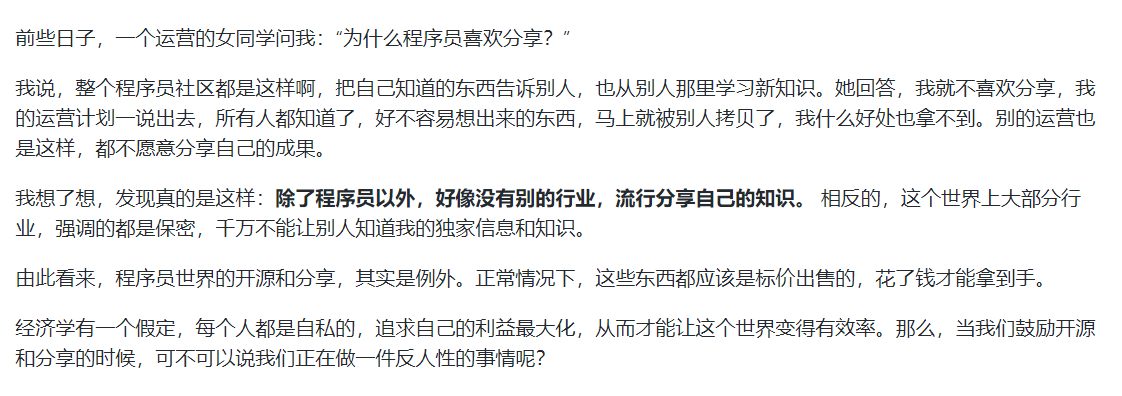 前些日子，一个运营的女同学问我：“为什么程序员喜欢分享？”
我说，整个程序员社区都是这样啊，把自己知道的东西告诉别人，也从别人那里学习新知识。她回答，我就不喜欢分享，我
的运营计划一说出去，所有人都知道了，好不容易想出来的东西，马上就被别人拷贝了，我什么好处也拿不到。别的运营也
是这样，都不愿意分享自己的成果。
我想了想，发现真的是这样：除了程序员以外，好像没有别的行业，流行分享自己的知识。 相反的，这个世界上大部分行
业，强调的都是保密，千万不能让别人知道我的独家信息和知识。
由此看来，程序员世界的开源和分享，其实是例外。正常情况下，这些东西都应该是标价出售的，花了钱才能拿到手。
经济学有一个假定，每个人都是自私的，追求自己的利益最大化，从而才能让这个世界变得有效率。那么，当我们鼓励开源
和分享的时候，可不可以说我们正在做一件反人性的事情呢？